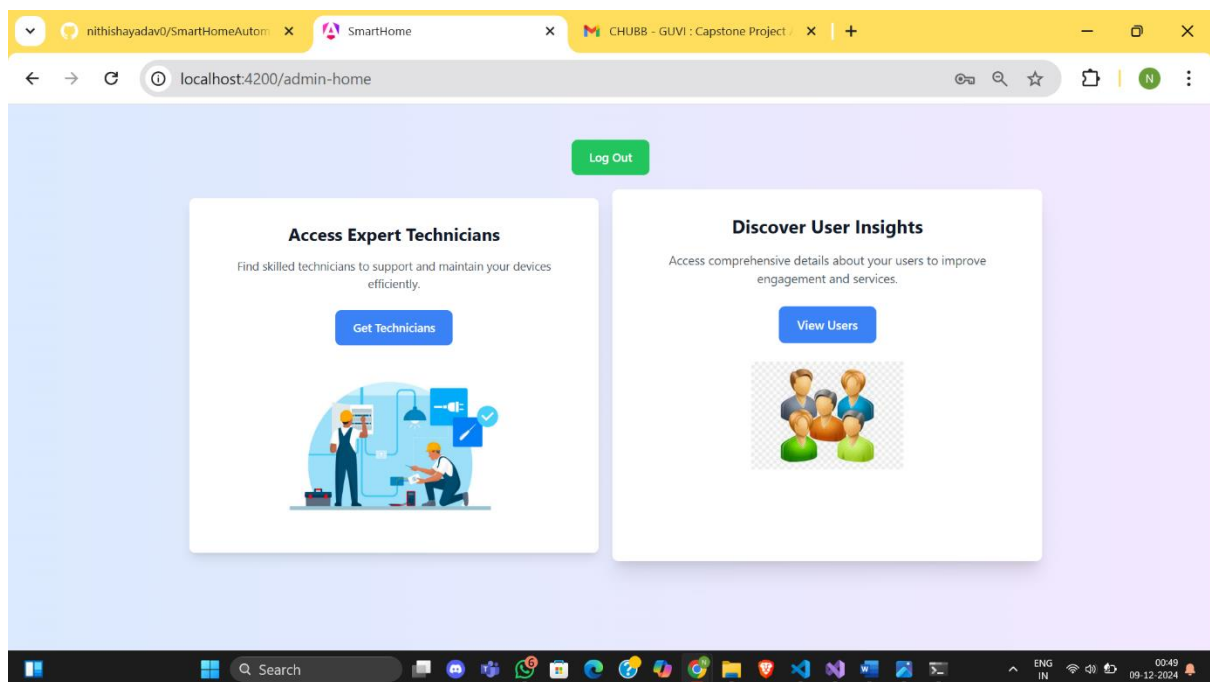 nithishayadav0/SmartHomeAutom
SmartHome
CHUBB - GUVI : Capstone Project
localhost:4200/admin-home
N
Log Out
Access Expert Technicians
Find skilled technicians to support and maintain your devices
efficiently.
Get Technicians
Discover User Insights
Access comprehensive details about your users to improve
engagement and services.
View Users
Search
ENG
IN
00:49
09-12-2024